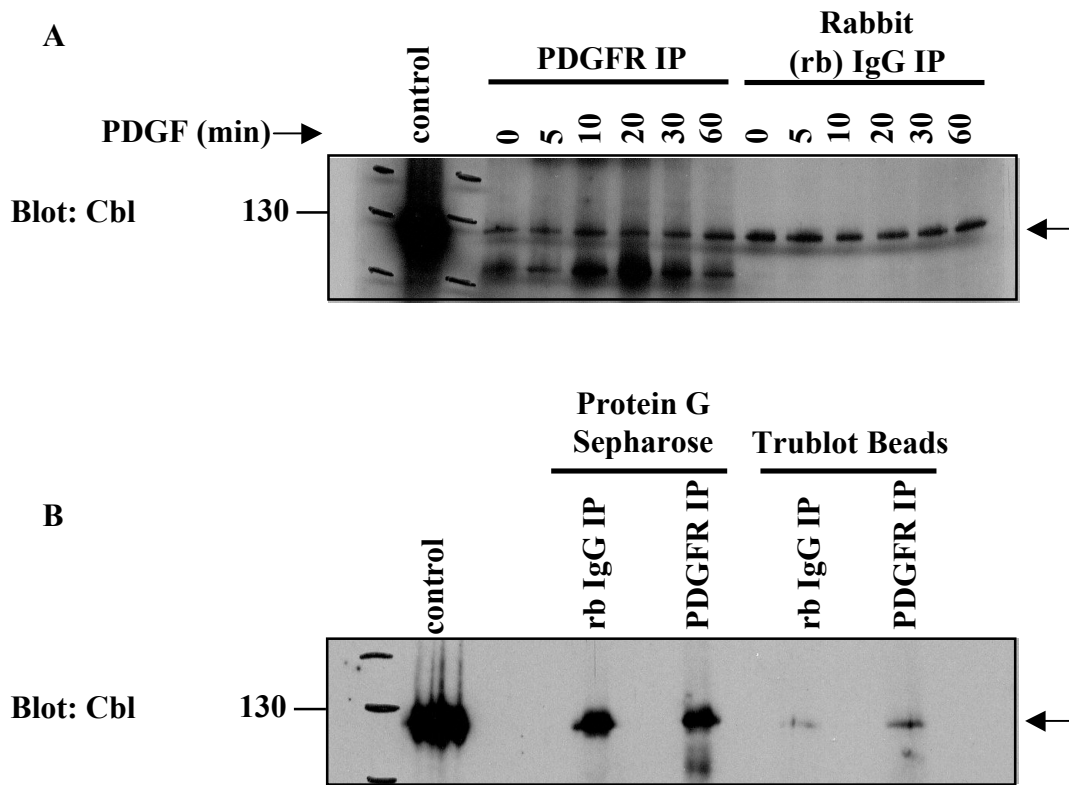 A
control
PDGFR IP
Rabbit
(rb) IgG IP
PDGF (min)
0 5 10 20 30 60 0 5 10 20 30 60
Blot: Cbl
130
B
control
Protein G
Sepharose
Trublot Beads
rb IgG IP
PDGFR IP
rb IgG IP
PDGFR IP
Blot: Cbl
130